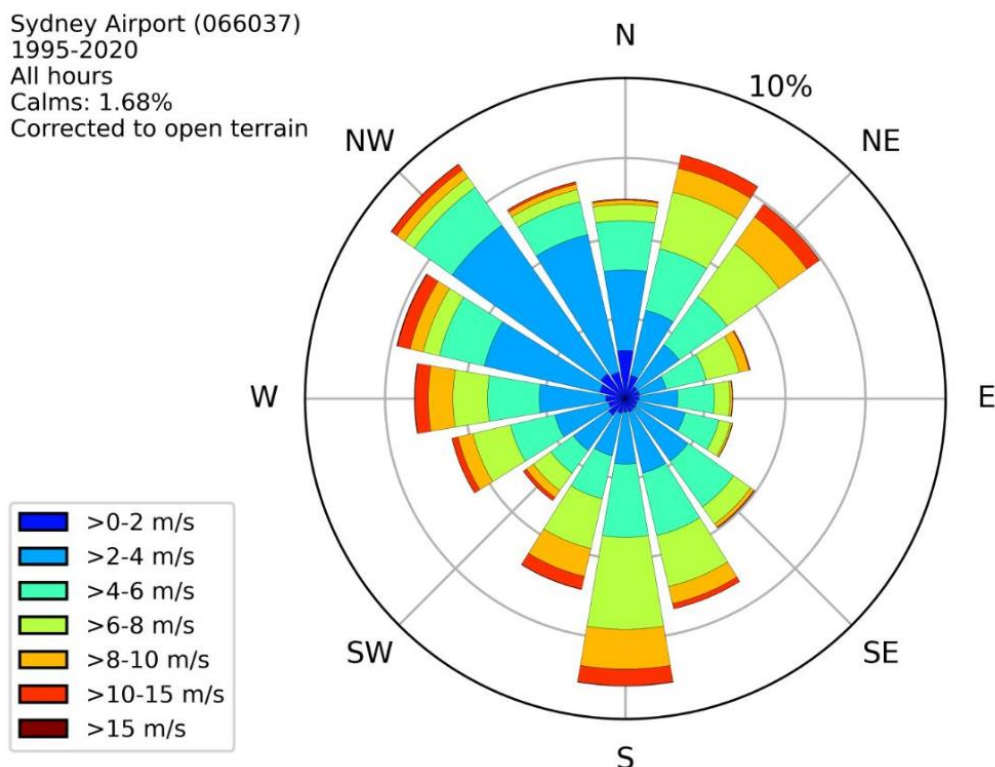 Sydney Airport (066037)
1995-2020
All hours
Calms: 1.68%
Corrected to open terrain
N
10%
NW
NE
W
E
SW
SE
S
>0-2 m/s
>2-4 m/s
>4-6 m/s
>6-8 m/s
>8-10 m/s
>10-15 m/s
>15 m/s